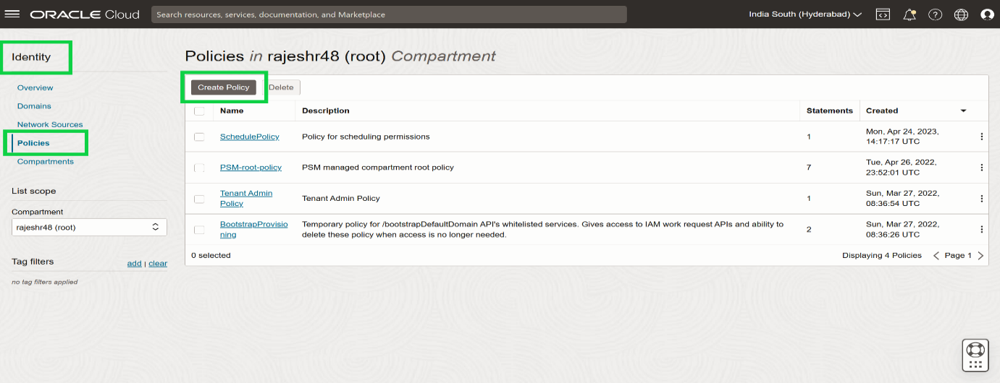 ORACLE Cloud
Search resources, services, documentation, and Marketplace
India South (Hyderabad)
Identity
Overview
Domains
Network Sources
Policies
Compartments
List scope
Compartment
rajeshr48 (root)
Tag filters
add | clear
no tag filters applied
Policies in rajeshr48 (root) Compartment
Create Policy Delete
Name Description Statements Created
SchedulePolicy Policy for scheduling permissions 1 Mon, Apr 24, 2023,
14:17:17 UTC
PSM-root-policy PSM managed compartment root policy 7 Tue, Apr 26, 2022,
23:52:01 UTC
Tenant Admin
Policy Tenant Admin Policy 1 Sun, Mar 27, 2022,
08:36:54 UTC
BootstrapProvisio
ning Temporary policy for /bootstrapDefaultDomain API's whitelisted services. Gives access to IAM work request APIs and ability to
delete these policy when access is no longer needed. 2 Sun, Mar 27, 2022,
08:36:26 UTC
0 selected Displaying 4 Policies Page 1